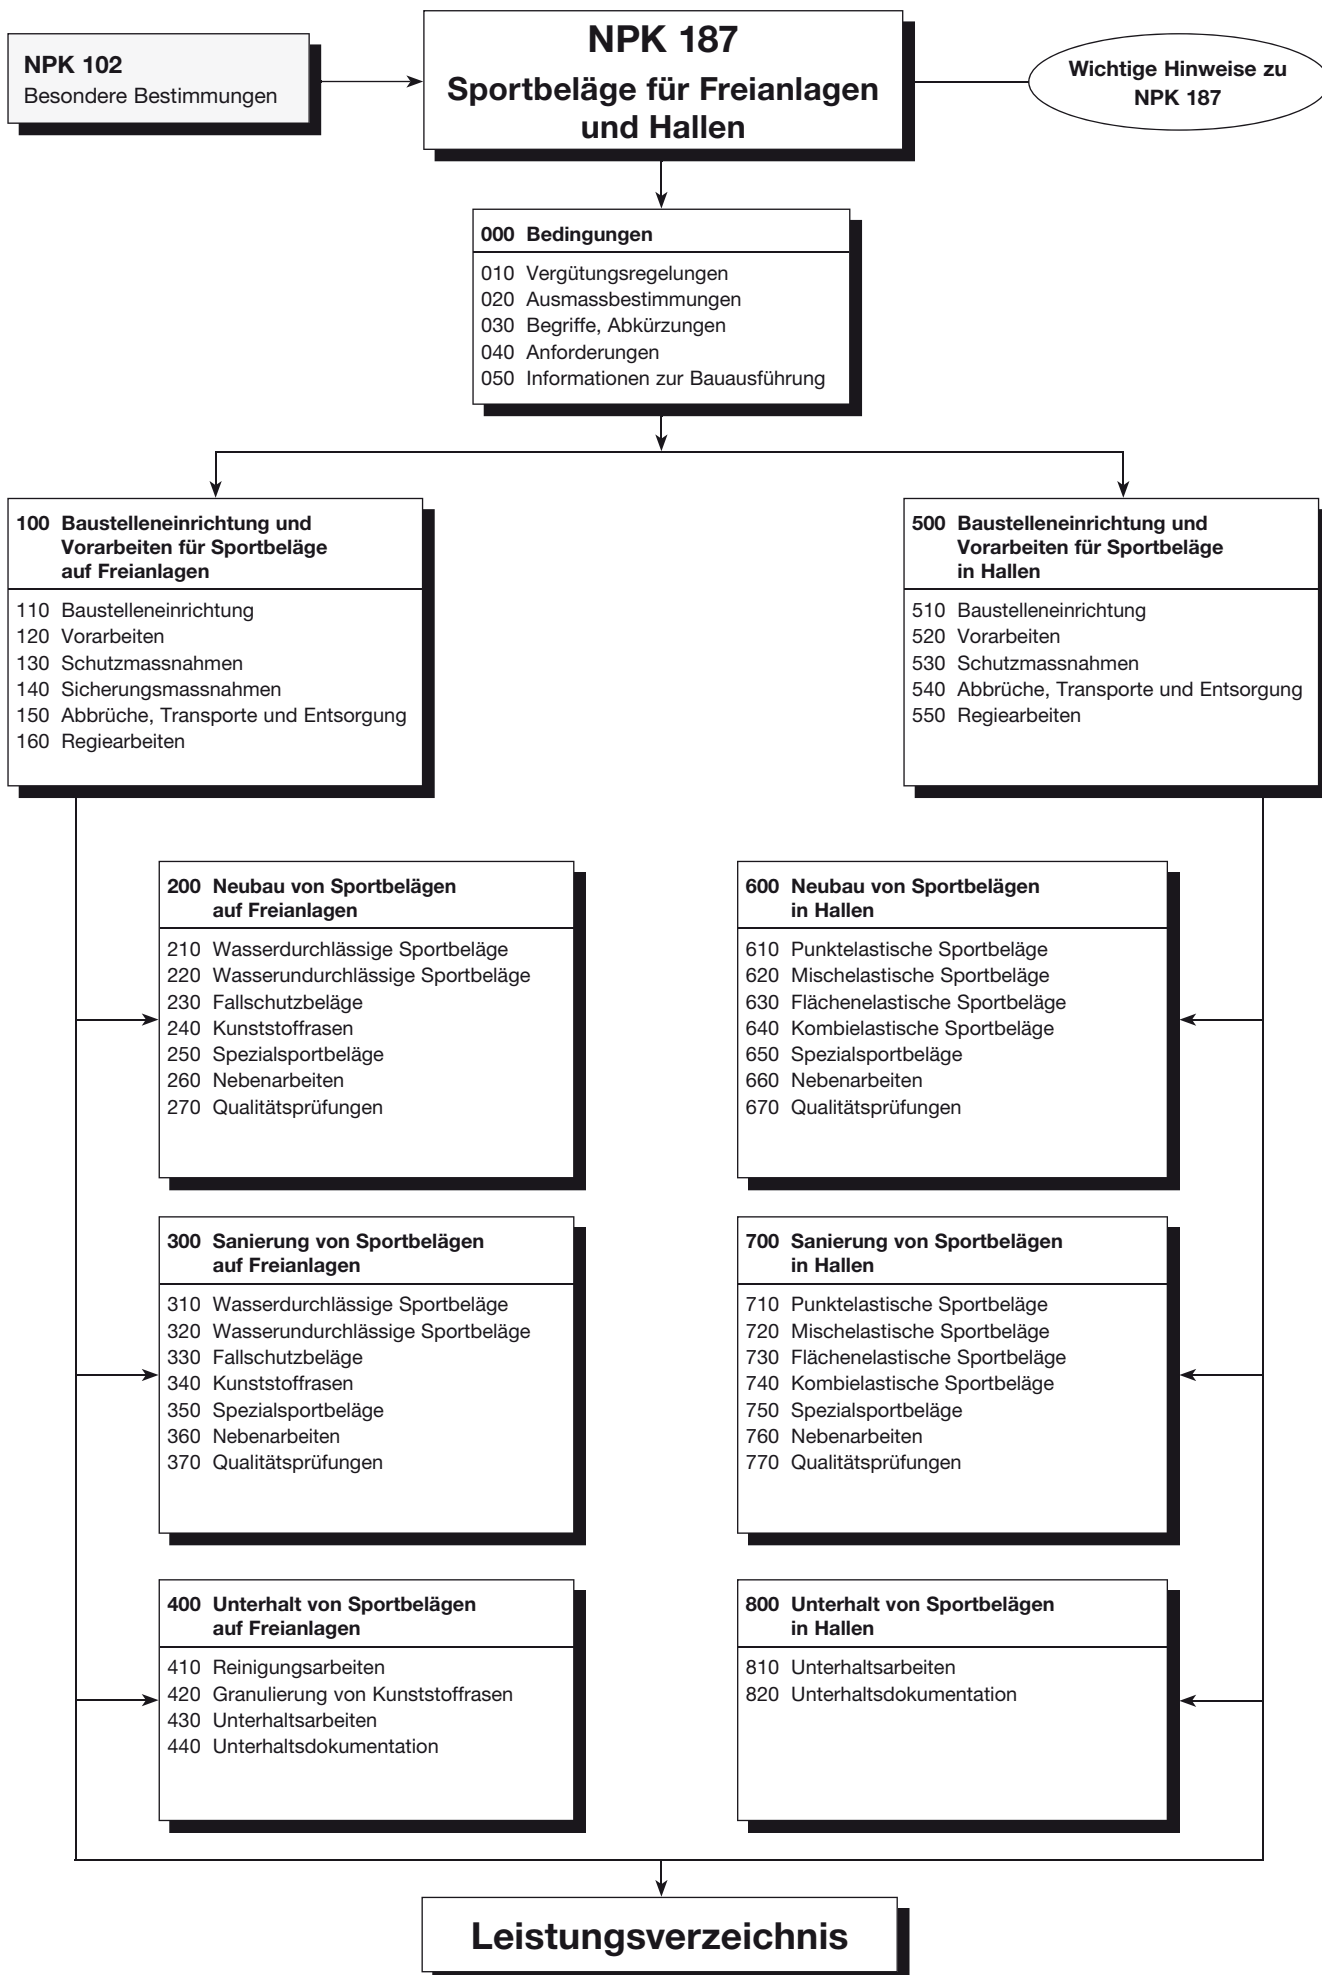 NPK 102
Besondere Bestimmungen
NPK 187
Sportbeläge für Freianlagen
und Hallen
Wichtige Hinweise zu
NPK 187
000 Bedingungen
010 Vergütungsregelungen
020 Ausmassbestimmungen
030 Begriffe, Abkürzungen
040 Anforderungen
050 Informationen zur Bauausführung
100 Baustelleneinrichtung und
Vorarbeiten für Sportbeläge
auf Freianlagen
110 Baustelleneinrichtung
120 Vorarbeiten
130 Schutzmassnahmen
140 Sicherungsmassnahmen
150 Abbrüche, Transporte und Entsorgung
160 Regiearbeiten
500 Baustelleneinrichtung und
Vorarbeiten für Sportbeläge
in Hallen
510 Baustelleneinrichtung
520 Vorarbeiten
530 Schutzmassnahmen
540 Abbrüche, Transporte und Entsorgung
550 Regiearbeiten
200 Neubau von Sportbelägen
auf Freianlagen
210 Wasserdurchlässige Sportbeläge
220 Wasserundurchlässige Sportbeläge
230 Fallschutzbeläge
240 Kunststoffrasen
250 Spezialsportbeläge
260 Nebenarbeiten
270 Qualitätsprüfungen
600 Neubau von Sportbelägen
in Hallen
610 Punktelastische Sportbeläge
620 Mischelastische Sportbeläge
630 Flächenelastische Sportbeläge
640 Kombielastische Sportbeläge
650 Spezialsportbeläge
660 Nebenarbeiten
670 Qualitätsprüfungen
300 Sanierung von Sportbelägen
auf Freianlagen
310 Wasserdurchlässige Sportbeläge
320 Wasserundurchlässige Sportbeläge
330 Fallschutzbeläge
340 Kunststoffrasen
350 Spezialsportbeläge
360 Nebenarbeiten
370 Qualitätsprüfungen
700 Sanierung von Sportbelägen
in Hallen
710 Punktelastische Sportbeläge
720 Mischelastische Sportbeläge
730 Flächenelastische Sportbeläge
740 Kombielastische Sportbeläge
750 Spezialsportbeläge
760 Nebenarbeiten
770 Qualitätsprüfungen
400 Unterhalt von Sportbelägen
auf Freianlagen
410 Reinigungsarbeiten
420 Granulierung von Kunststoffrasen
430 Unterhaltsarbeiten
440 Unterhaltsdokumentation
800 Unterhalt von Sportbelägen
in Hallen
810 Unterhaltsarbeiten
820 Unterhaltsdokumentation
Leistungsverzeichnis